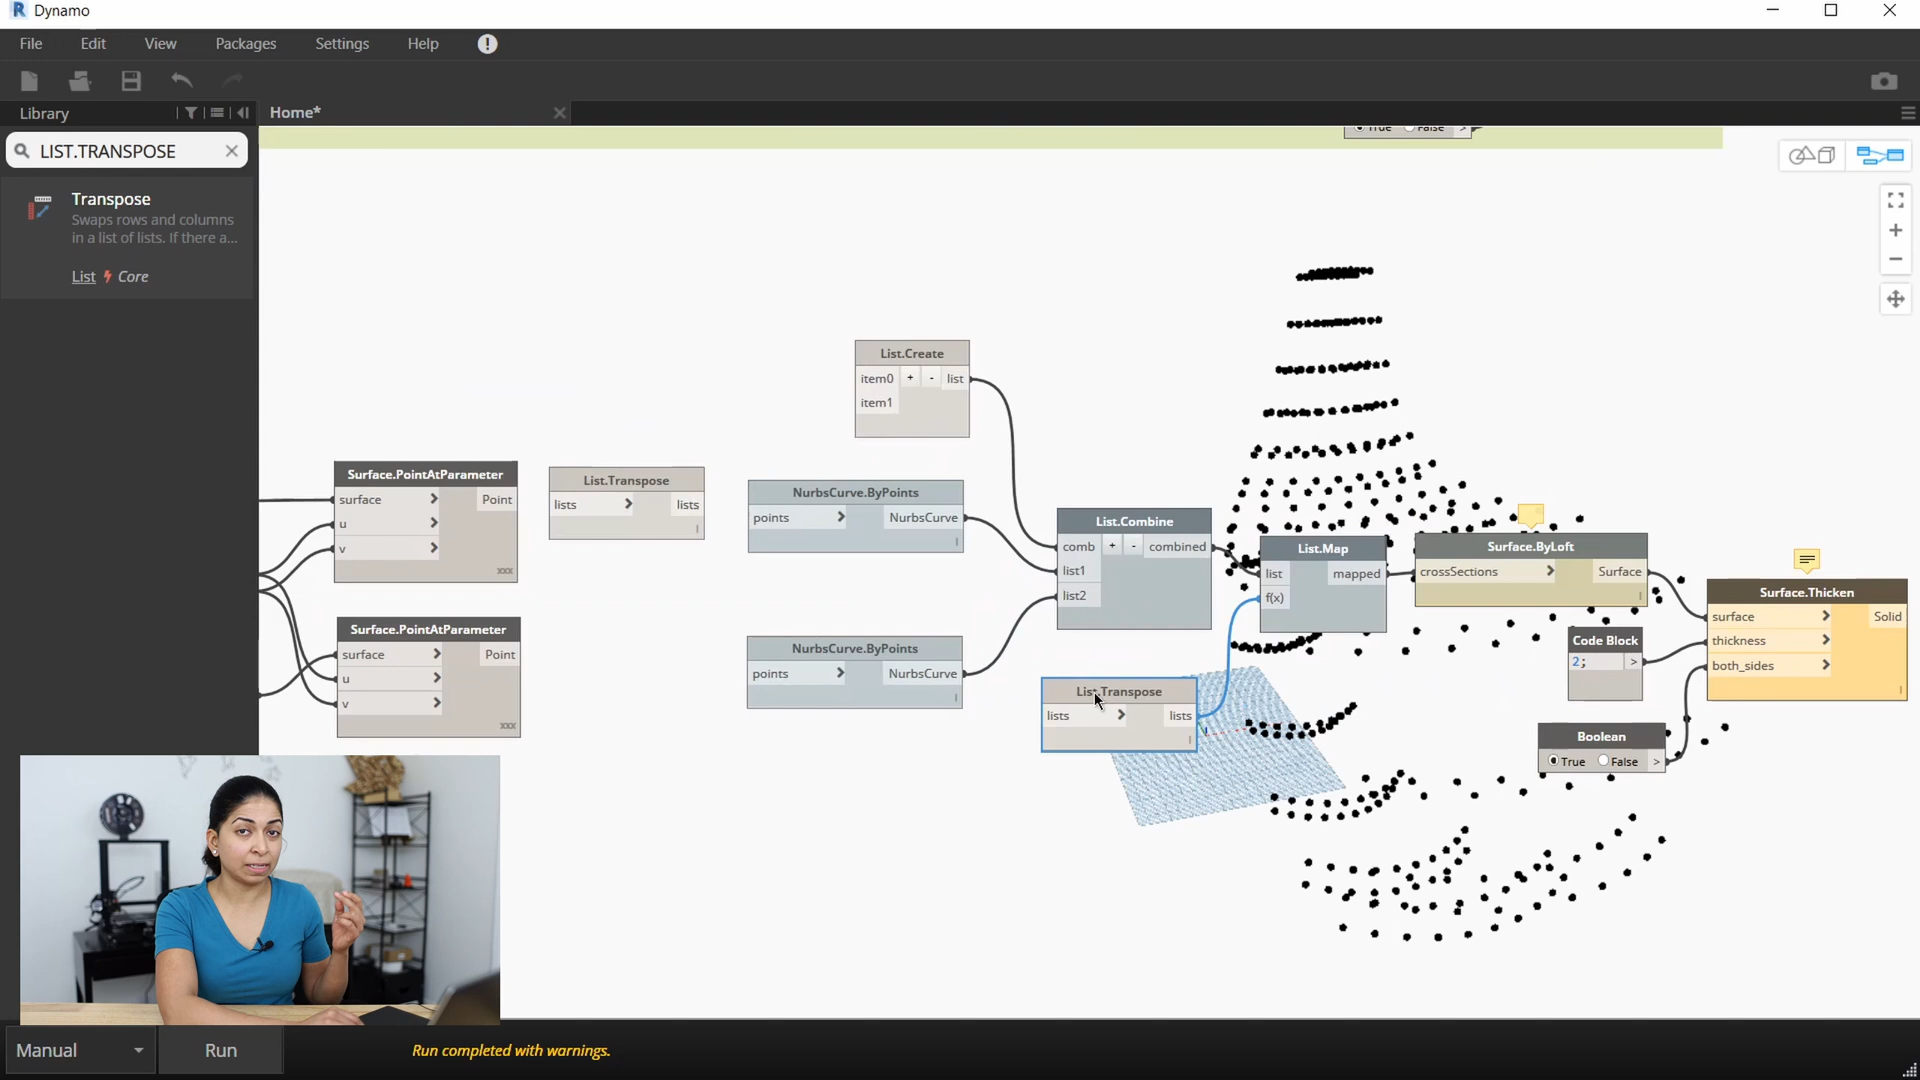 Dynamo
File Edit View Packages Settings Help
Library
Home*
LIST.TRANSPOSE
Transpose
Swaps rows and columns
in a list of lists. If there a...
List Core
True False >
List.Create
item0 + - list
item1
Surface.PointAtParameter
surface > Point
u >
v >
xxx
List.Transpose
lists > lists
l
NurbsCurve.ByPoints
points > NurbsCurve
l
List.Combine
comb + - combined
list1
list2
List.Map
list mapped
f(x)
Surface.ByLoft
crossSections > Surface
l
Surface.Thicken
surface > Solid
thickness >
both_sides >
l
Code Block
2; >
Surface.PointAtParameter
surface > Point
u >
v >
xxx
NurbsCurve.ByPoints
points > NurbsCurve
l
List.Transpose
lists > lists
l
Boolean
True False >
Manual
Run
Run completed with warnings.